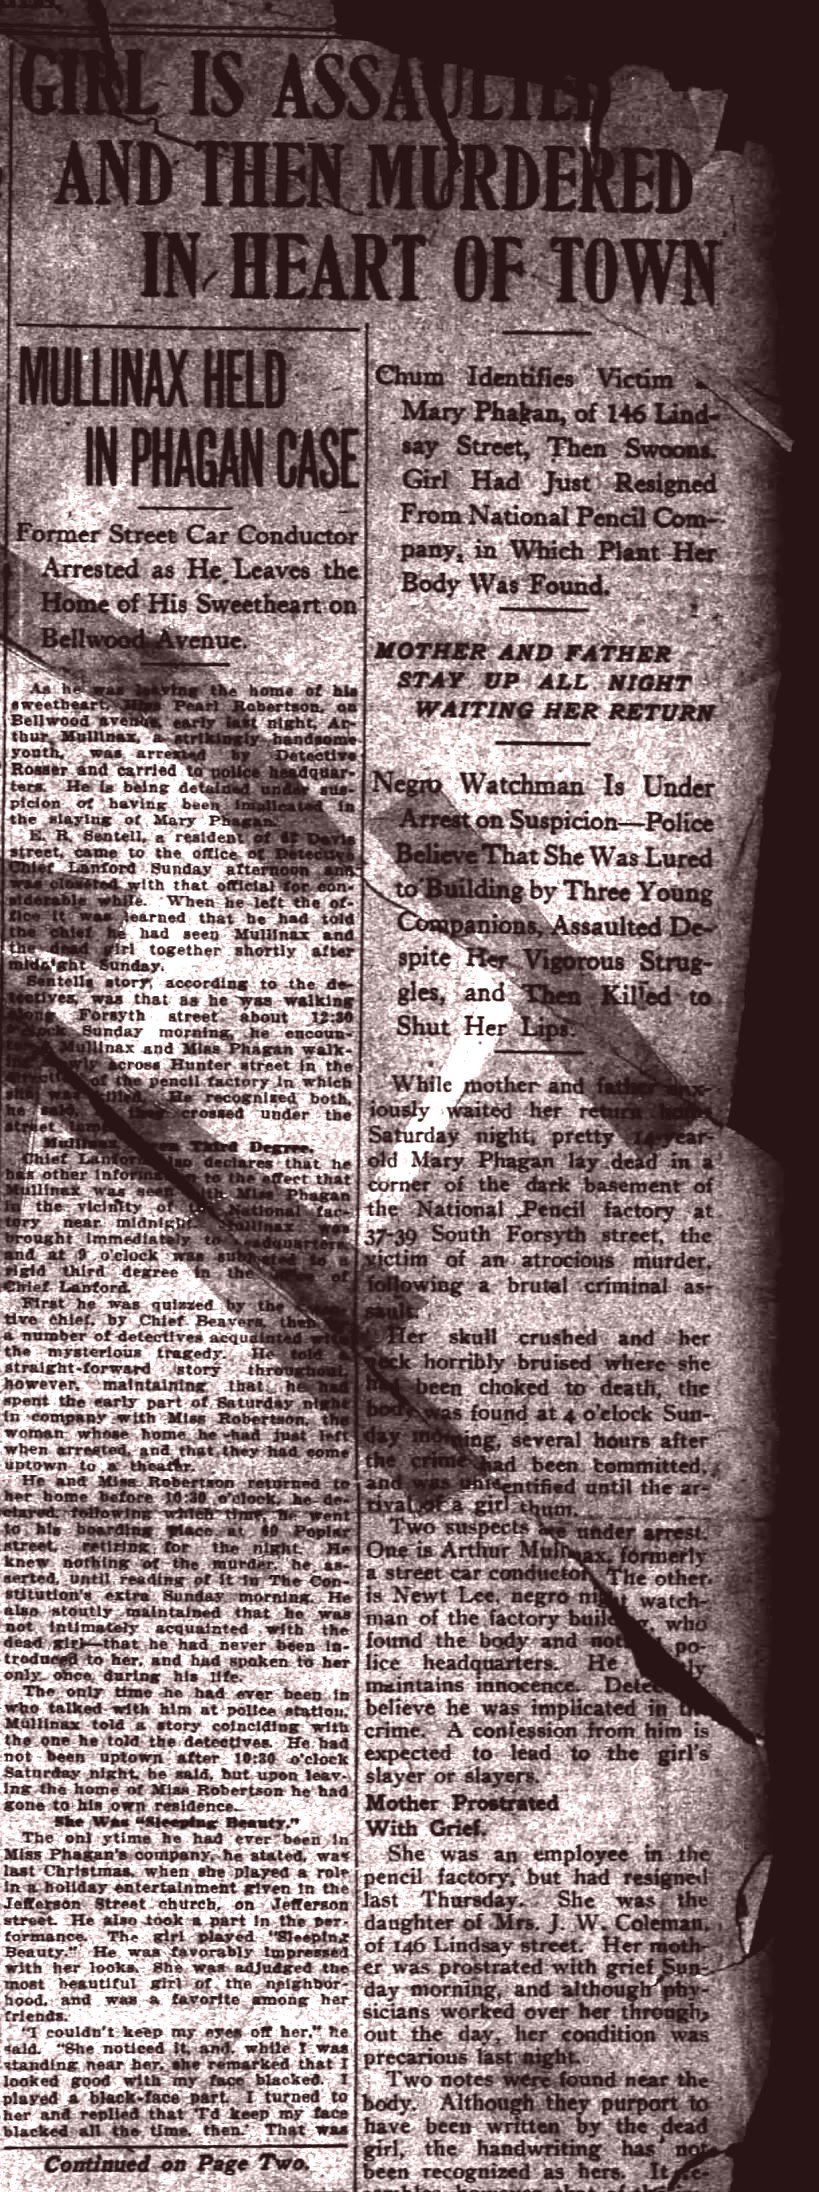 GIRL IS ASSAULTED
AND THEN MURDERED
IN HEART OF TOWN
MULLINAX HELD
IN PHAGAN CASE
Former Street Car Conductor
Arrested as He Leaves the
Home of His Sweetheart on
Bellwood Avenue.
As he was leaving the home of his
sweetheart, Miss Pearl Robertson, on
Bellwood avenue, early last night, Ar-
thur Mullinax, a strikingly handsome
youth, was arrested by Detective
Rosser and carried to police headquar-
ters. He is being detained under sus-
picion of having been implicated in
the slaying of Mary Phagan.
E. R. Sentell, a resident of 62 Davis
street, came to the office of Detective
Chief Lanford Sunday afternoon and
was closeted with that official for con-
siderable while. When he left the of-
fice it was learned that he had told
the chief he had seen Mullinax and
the dead girl together shortly after
midnight Sunday.
Sentells story, according to the de-
tectives, was that as he was walking
along Forsyth street about 12:30
o'clock Sunday morning, he encoun-
Mullinax and Miss Phagan walk-
across Hunter street in the
of the pencil factory in which
she was killed. He recognized both,
he said, as they crossed under the
street
Mullinax Given Third Degree.
Chief Lanford also declares that he
has other information to the effect that
Mullinax was seen with Miss Phagan
in the vicinity of the National fac-
tory near midnight. Mullinax was
brought immediately to headquarters,
and at 9 o'clock was subjected to a
rigid third degree in the office of
Chief Lanford.
First he was quizzed by the
tive chief, by Chief Beavers, then
a number of detectives acquainted with
the mysterious tragedy. He told a
straight-forward story throughout,
however, maintaining that he had
spent the early part of Saturday night
in company with Miss Robertson, the
woman whose home he had just left
when arrested, and that they had come
uptown to a theater.
He and Miss Robertson returned to
her home before 10:30 o'clock, he de-
clared, following which time, he went
to his boarding place at 60 Poplar
street, retiring for the night. He
knew nothing of the murder, he as-
serted, until reading of it in The Con-
stitution's extra Sunday morning. He
also stoutly maintained that he was
not intimately acquainted with the
dead girl—that he had never been in-
troduced to her, and had spoken to her
only once during his life.
The only time he had ever been in
who talked with him at police station,
Mullinax told a story coinciding with
the one he told the detectives. He had
not been uptown after 10:30 o'clock
Saturday night, he said, but upon leav-
ing the home of Miss Robertson he had
gone to his own residence.
She Was "Sleeping Beauty."
The onl ytime he had ever been in
Miss Phagan's company, he stated, was
last Christmas, when she played a role
in a holiday entertainment given in the
Jefferson Street church, on Jefferson
street. He also took a part in the per-
formance. The girl played "Sleeping
Beauty." He was favorably impressed
with her looks. She was adjudged the
most beautiful girl of the neighbor-
hood, and was a favorite among her
friends.
"I couldn't keep my eyes off her," he
said. "She noticed it, and, while I was
standing near her, she remarked that I
looked good with my face blacked. I
played a black-face part. I turned to
her and replied that 'I'd keep my face
blacked all the time, then.' That was
Continued on Page Two.
Chum Identifies Victim
Mary Phagan, of 146 Lind-
say Street, Then Swoons.
Girl Had Just Resigned
From National Pencil Com-
pany, in Which Plant Her
Body Was Found.
MOTHER AND FATHER
STAY UP ALL NIGHT
WAITING HER RETURN
Negro Watchman Is Under
Arrest on Suspicion—Police
Believe That She Was Lured
to Building by Three Young
Companions, Assaulted De-
spite Her Vigorous Strug-
gles, and Then Killed to
Shut Her Lips.
While mother and father anx-
iously waited her return home
Saturday night, pretty 14-year-
old Mary Phagan lay dead in a
corner of the dark basement of
the National Pencil factory at
37-39 South Forsyth street, the
victim of an atrocious murder,
following a brutal criminal as-
sault.
Her skull crushed and her
neck horribly bruised where she
had been choked to death, the
body was found at 4 o'clock Sun-
day morning, several hours after
the crime had been committed,
and was unidentified until the ar-
rival of a girl chum.
Two suspects are under arrest.
One is Arthur Mullinax, formerly
a street car conductor. The other
is Newt Lee, negro night watch-
man of the factory building, who
found the body and notified po-
lice headquarters. He
maintains innocence. Detectives
believe he was implicated in the
crime. A confession from him is
expected to lead to the girl's
slayer or slayers.
Mother Prostrated
With Grief.
She was an employee in the
pencil factory, but had resigned
last Thursday. She was the
daughter of Mrs. J. W. Coleman,
of 146 Lindsay street. Her moth-
er was prostrated with grief Sun-
day morning, and although phy-
sicians worked over her through-
out the day, her condition was
precarious last night.
Two notes were found near the
body. Although they purport to
have been written by the dead
girl, the handwriting has not
been recognized as hers. It re-